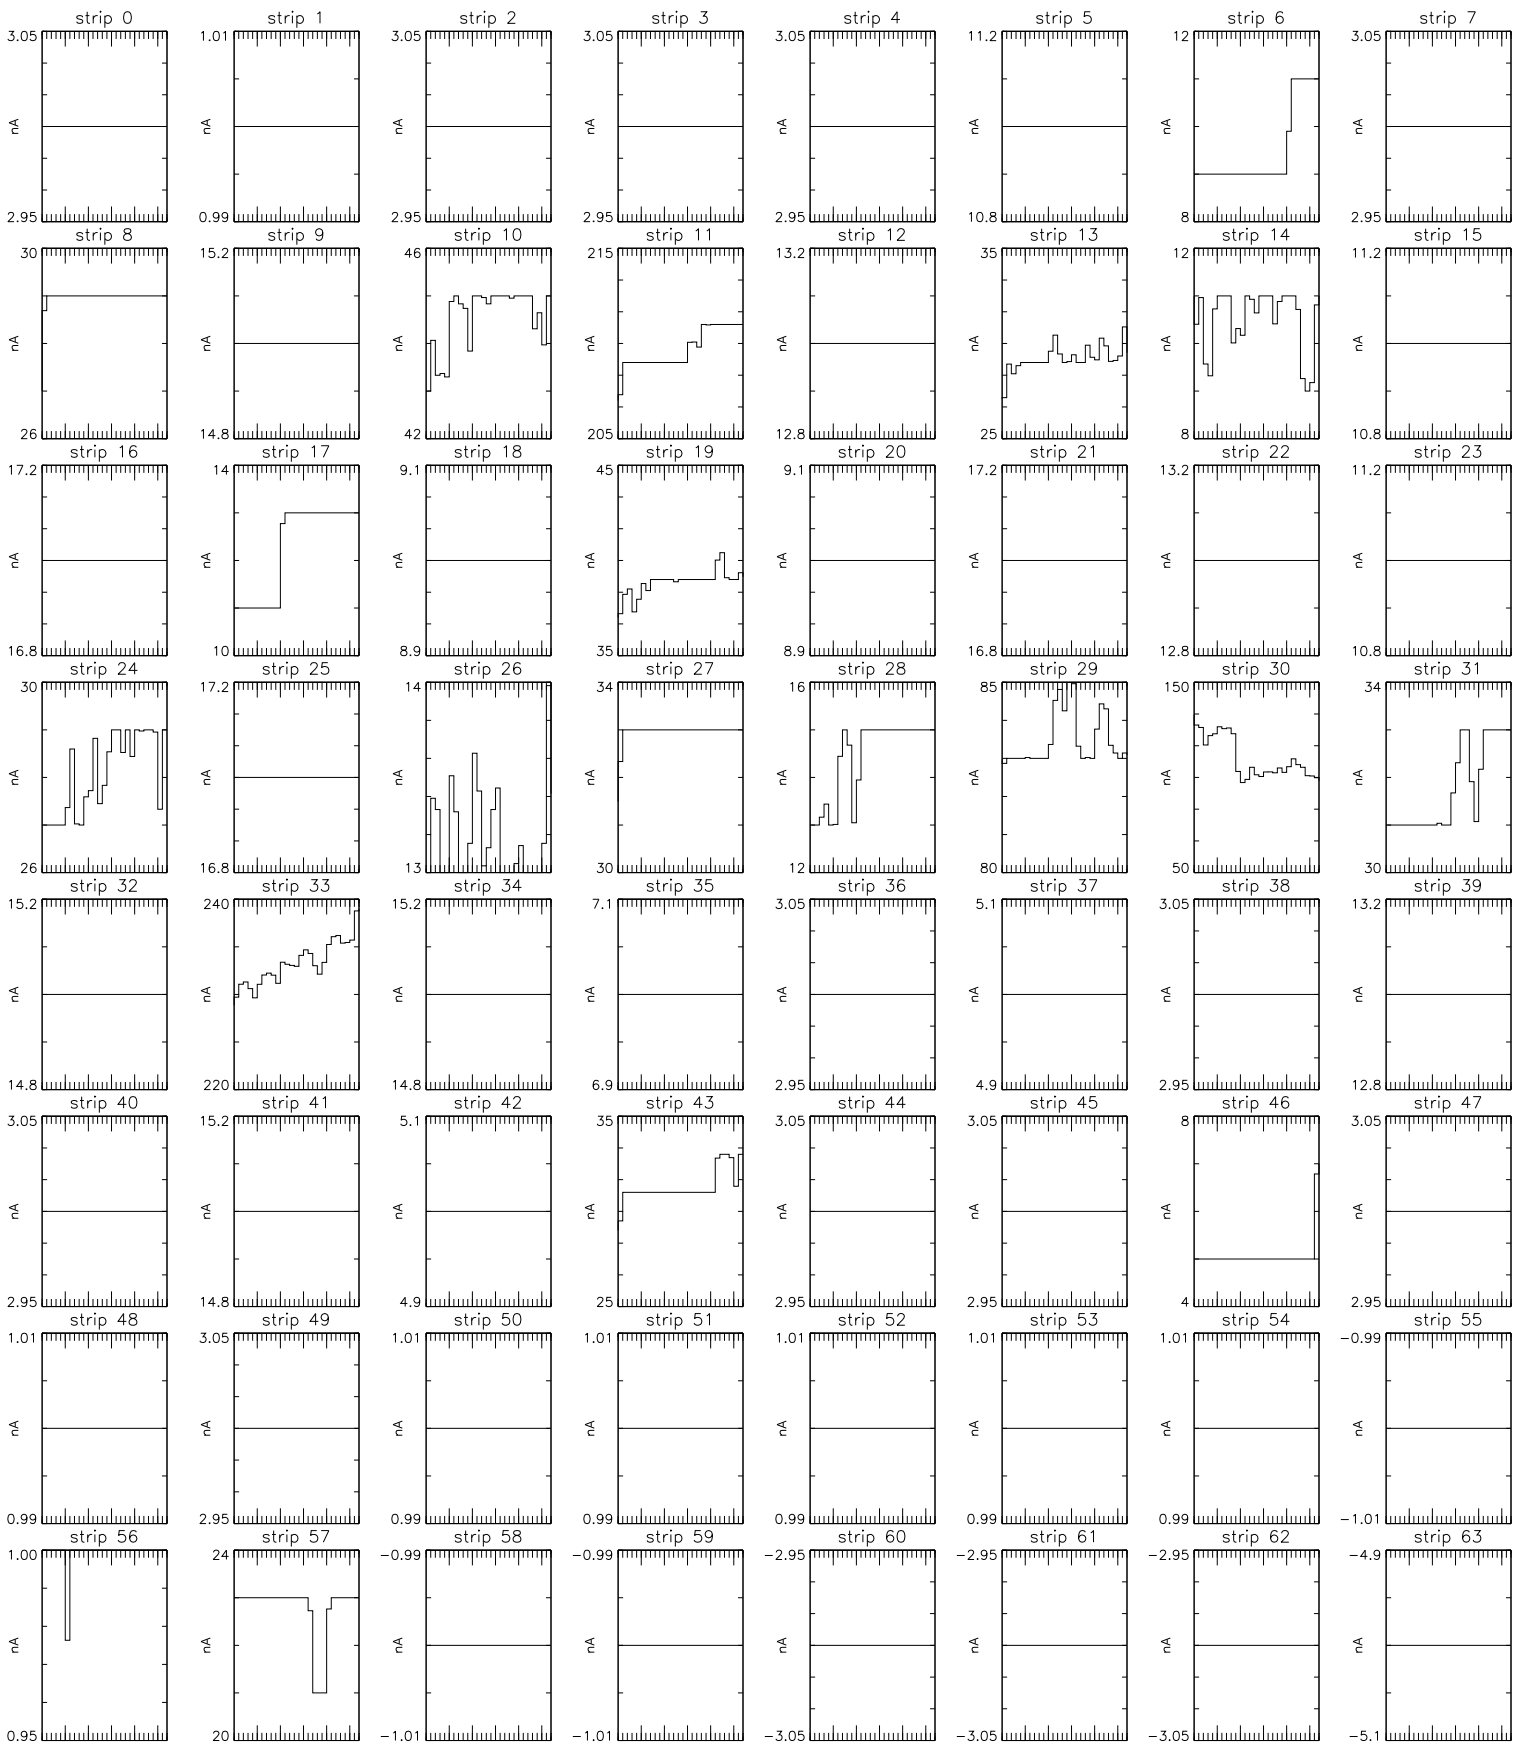 strip 0 strip 1 strip 2 strip 3 strip 4 strip 5 strip 6 strip 7
3.05 1.01 3.05 3.05 3.05 11.2 12 3.05
nA nA nA nA nA nA nA nA
2.95 0.99 2.95 2.95 2.95 10.8 8 2.95
strip 8 strip 9 strip 10 strip 11 strip 12 strip 13 strip 14 strip 15
30 15.2 46 215 13.2 35 12 11.2
nA nA nA nA nA nA nA nA
26 14.8 42 205 12.8 25 8 10.8
strip 16 strip 17 strip 18 strip 19 strip 20 strip 21 strip 22 strip 23
17.2 14 9.1 45 9.1 17.2 13.2 11.2
nA nA nA nA nA nA nA nA
16.8 10 8.9 35 8.9 16.8 12.8 10.8
strip 24 strip 25 strip 26 strip 27 strip 28 strip 29 strip 30 strip 31
30 17.2 14 34 16 85 150 34
nA nA nA nA nA nA nA nA
26 16.8 13 30 12 80 50 30
strip 32 strip 33 strip 34 strip 35 strip 36 strip 37 strip 38 strip 39
15.2 240 15.2 7.1 3.05 5.1 3.05 13.2
nA nA nA nA nA nA nA nA
14.8 220 14.8 6.9 2.95 4.9 2.95 12.8
strip 40 strip 41 strip 42 strip 43 strip 44 strip 45 strip 46 strip 47
3.05 15.2 5.1 35 3.05 3.05 8 3.05
nA nA nA nA nA nA nA nA
2.95 14.8 4.9 25 2.95 2.95 4 2.95
strip 48 strip 49 strip 50 strip 51 strip 52 strip 53 strip 54 strip 55
1.01 3.05 1.01 1.01 1.01 1.01 1.01 −0.99
nA nA nA nA nA nA nA nA
0.99 2.95 0.99 0.99 0.99 0.99 0.99 −1.01
strip 56 strip 57 strip 58 strip 59 strip 60 strip 61 strip 62 strip 63
1.00 24 −0.99 −0.99 −2.95 −2.95 −2.95 −4.9
nA nA nA nA nA nA nA nA
0.95 20 −1.01 −1.01 −3.05 −3.05 −3.05 −5.1